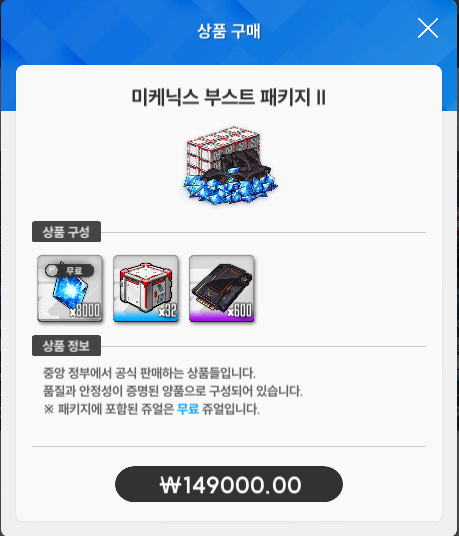 상품 구매
미케닉스 부스트 패키지 II
상품 구성
무료
x8000
x32
x600
상품 정보
중앙 정부에서 공식 판매하는 상품들입니다.
품질과 안정성이 증명된 양품으로 구성되어 있습니다.
※ 패키지에 포함된 쥬얼은 무료 쥬얼입니다.
₩149000.00